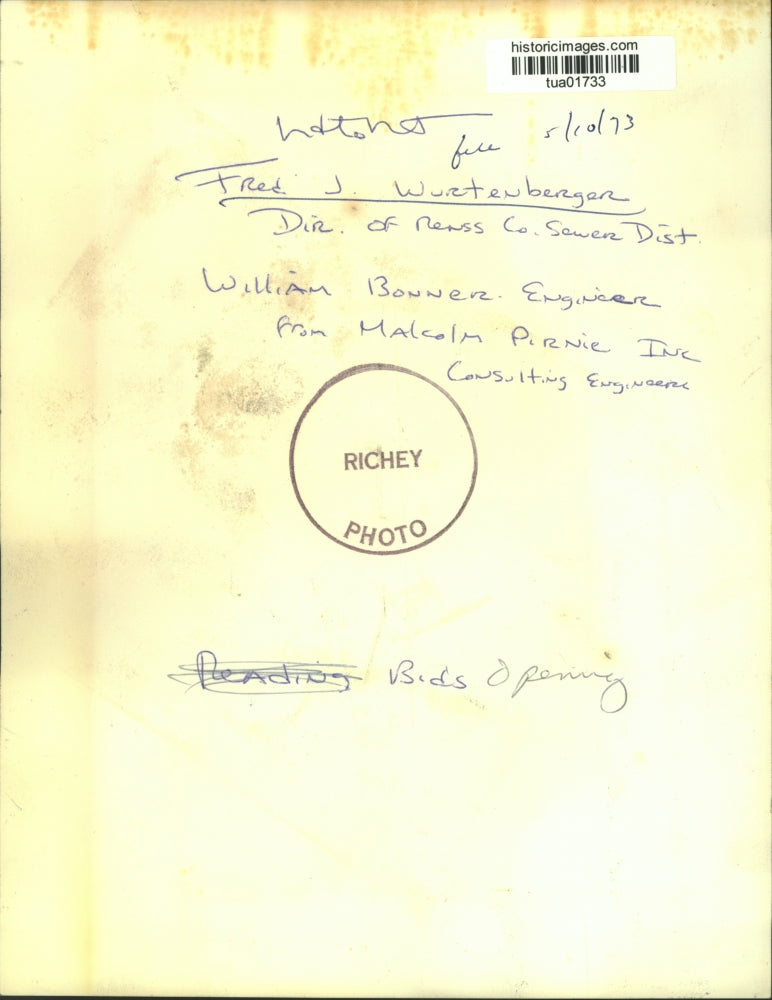 historicimages.com
tua01733
file 5/10/73
Fred J. Wurtenberger
Dir. of Renss Co. Sewer Dist.
William Bonner. Engineer
from Malcolm Pirnie Inc
Consulting Engineers
RICHEY
PHOTO
Reading Bids Opening